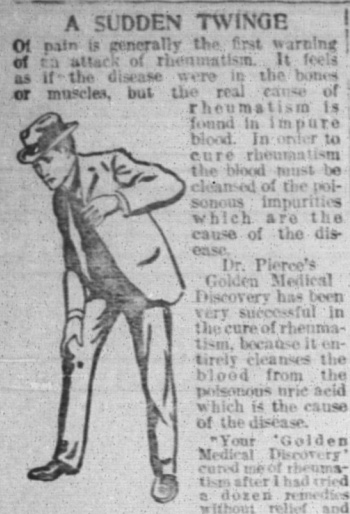 A SUDDEN TWINGE
Of pain is generally the first warning
of an attack of rheumatism. It feels
as if the disease were in the bones
or muscles, but the real cause of
rheumatism is
found in impure
blood. In order to
cure rheumatism
the blood must be
cleansed of the poi-
sonous impurities
which are the
cause of the dis-
ease.
Dr. Pierce's
Golden Medical
Discovery has been
very successful in
the cure of rheuma-
tism, because it en-
tirely cleanses the
blood from the
poisonous uric acid
which is the cause
of the disease.
"Your 'Golden
Medical Discovery'
cured me of rheuma-
tism after I had tried
a dozen remedies
without relief and